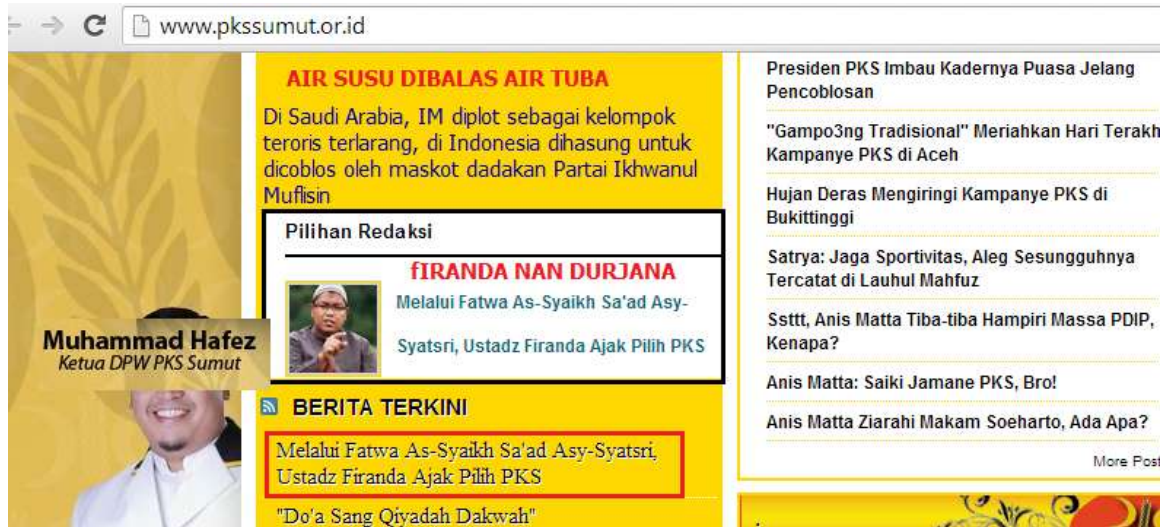 www.pkssumut.or.id
AIR SUSU DIBALAS AIR TUBA
Di Saudi Arabia, IM diplot sebagai kelompok
teroris terlarang, di Indonesia dihasung untuk
dicoblos oleh maskot dadakan Partai Ikhwanul
Muflisin
Pilihan Redaksi
fIRANDA NAN DURJANA
Melalui Fatwa As-Syaikh Sa'ad Asy-
Syatsri, Ustadz Firanda Ajak Pilih PKS
Muhammad Hafez
Ketua DPW PKS Sumut
BERITA TERKINI
Melalui Fatwa As-Syaikh Sa'ad Asy-Syatsri,
Ustadz Firanda Ajak Pilih PKS
"Do'a Sang Qiyadah Dakwah"
Presiden PKS Imbau Kadernya Puasa Jelang
Pencoblosan
"Gampo3ng Tradisional" Meriahkan Hari Terakh
Kampanye PKS di Aceh
Hujan Deras Mengiringi Kampanye PKS di
Bukittinggi
Satrya: Jaga Sportivitas, Aleg Sesungguhnya
Tercatat di Lauhul Mahfuz
Ssttt, Anis Matta Tiba-tiba Hampiri Massa PDIP,
Kenapa?
Anis Matta: Saiki Jamane PKS, Bro!
Anis Matta Ziarahi Makam Soeharto, Ada Apa?
More Post